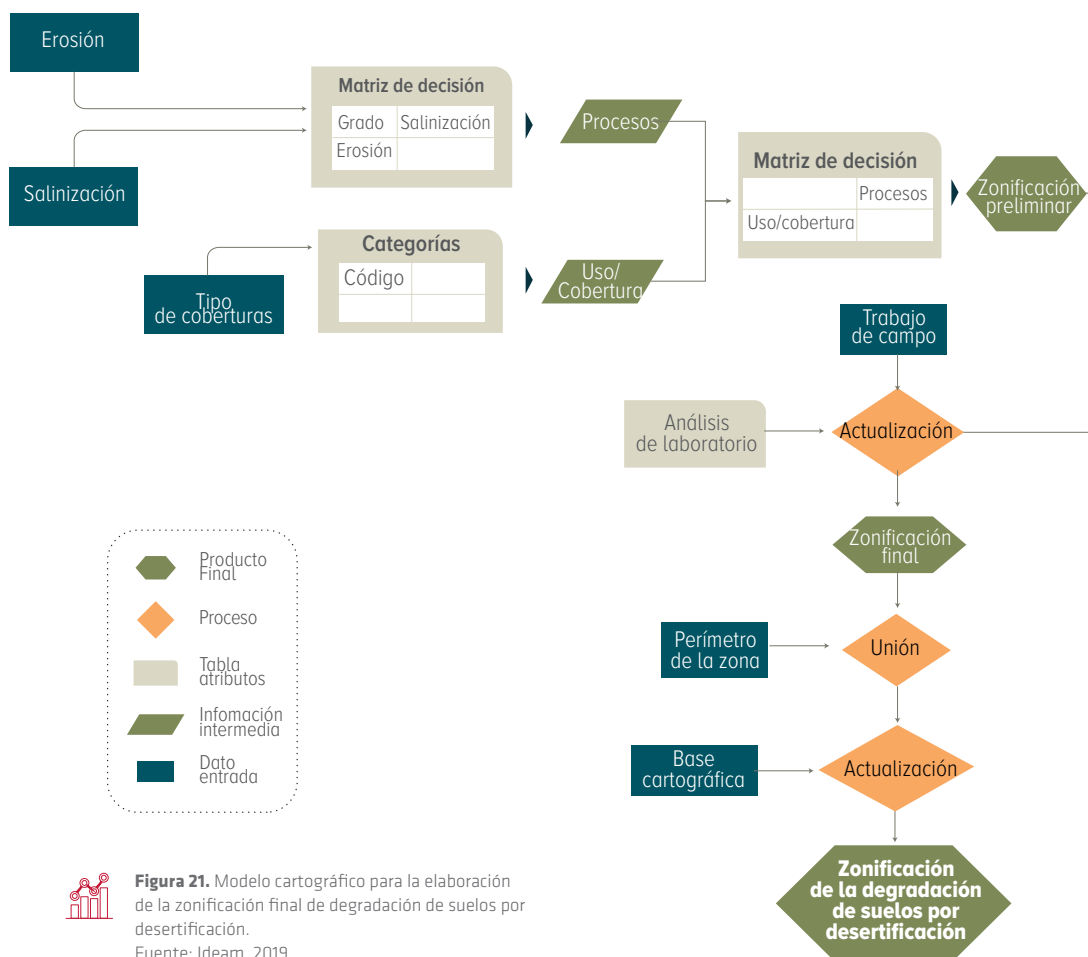 Erosión
Salinización
Matriz de decisión
Grado Salinización
Erosión
Procesos
Tipo
de coberturas
Categorías
Código
Uso/
Cobertura
Matriz de decisión
Procesos
Uso/cobertura
Zonificación
preliminar
Trabajo
de campo
Análisis
de laboratorio
Actualización
Zonificación
final
Perímetro
de la zona
Unión
Base
cartográfica
Actualización
Zonificación
de la degradación
de suelos por
desertificación
Producto
Final
Proceso
Tabla
atributos
Infomación
intermedia
Dato
entrada
Figura 21. Modelo cartográfico para la elaboración
de la zonificación final de degradación de suelos por
desertificación.
Fuente: Ideam, 2019